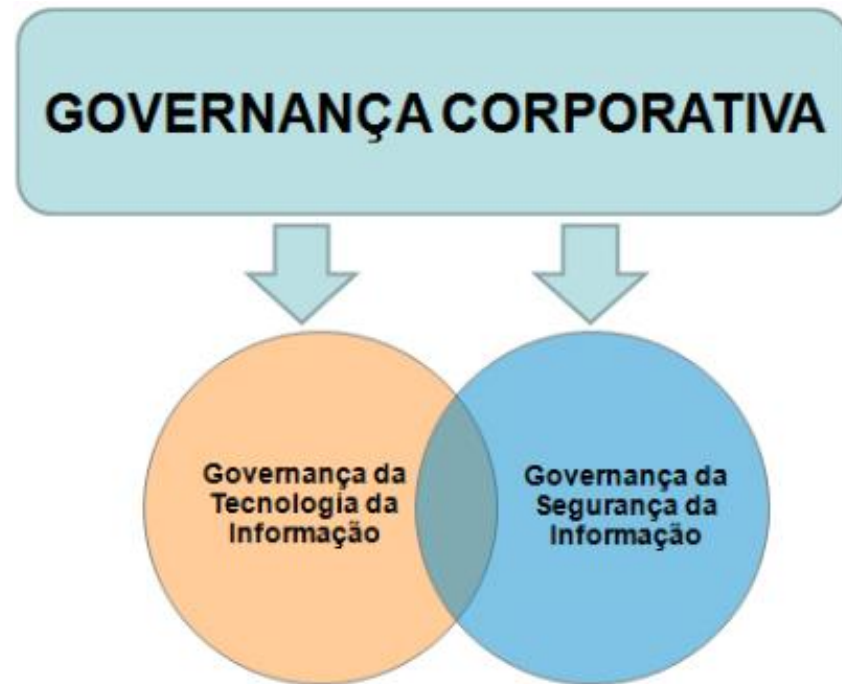 GOVERNANÇA CORPORATIVA
Governança da
Tecnologia da
Informação
Governança da
Segurança da
Informação